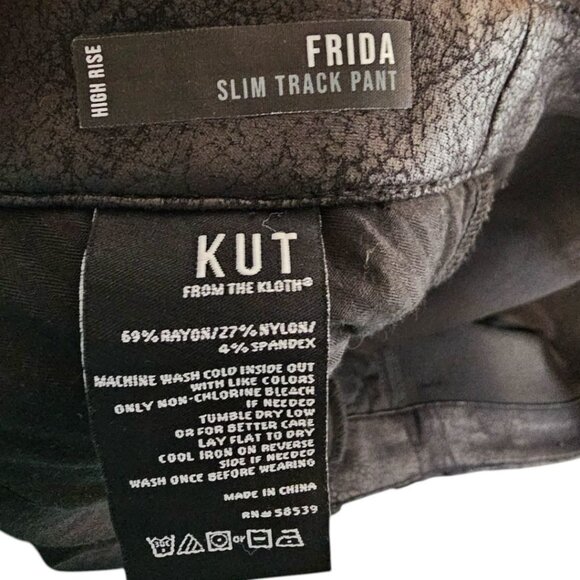 HIGH RISE
FRIDA
SLIM TRACK PANT
KUT
FROM THE KLOTH®
69%RAYON/27%NYLON/
4%SPANDEX
MACHINE WASH COLD INSIDE OUT
WITH LIKE COLORS
ONLY NON-CHLORINE BLEACH
IF NEEDED
TUMBLE DRY LOW
OR FOR BETTER CARE
LAY FLAT TO DRY
COOL IRON ON REVERSE
SIDE IF NEEDED
WASH ONCE BEFORE WEARING
MADE IN CHINA
RN# 58539
or